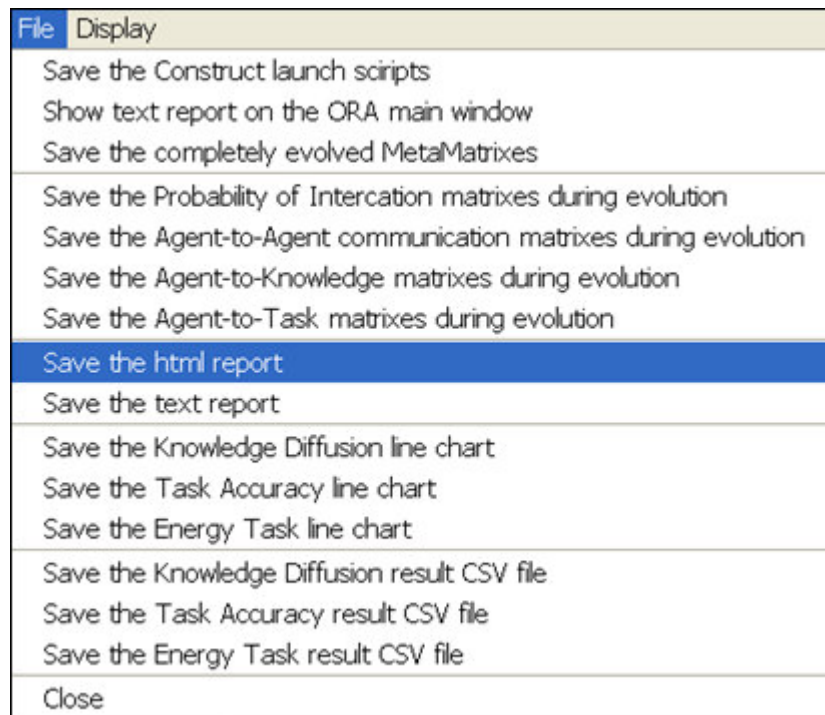 File Display
Save the Construct launch sciripts
Show text report on the ORA main window
Save the completely evolved MetaMatrixes
Save the Probability of Intercation matrixes during evolution
Save the Agent-to-Agent communication matrixes during evolution
Save the Agent-to-Knowledge matrixes during evolution
Save the Agent-to-Task matrixes during evolution
Save the html report
Save the text report
Save the Knowledge Diffusion line chart
Save the Task Accuracy line chart
Save the Energy Task line chart
Save the Knowledge Diffusion result CSV file
Save the Task Accuracy result CSV file
Save the Energy Task result CSV file
Close